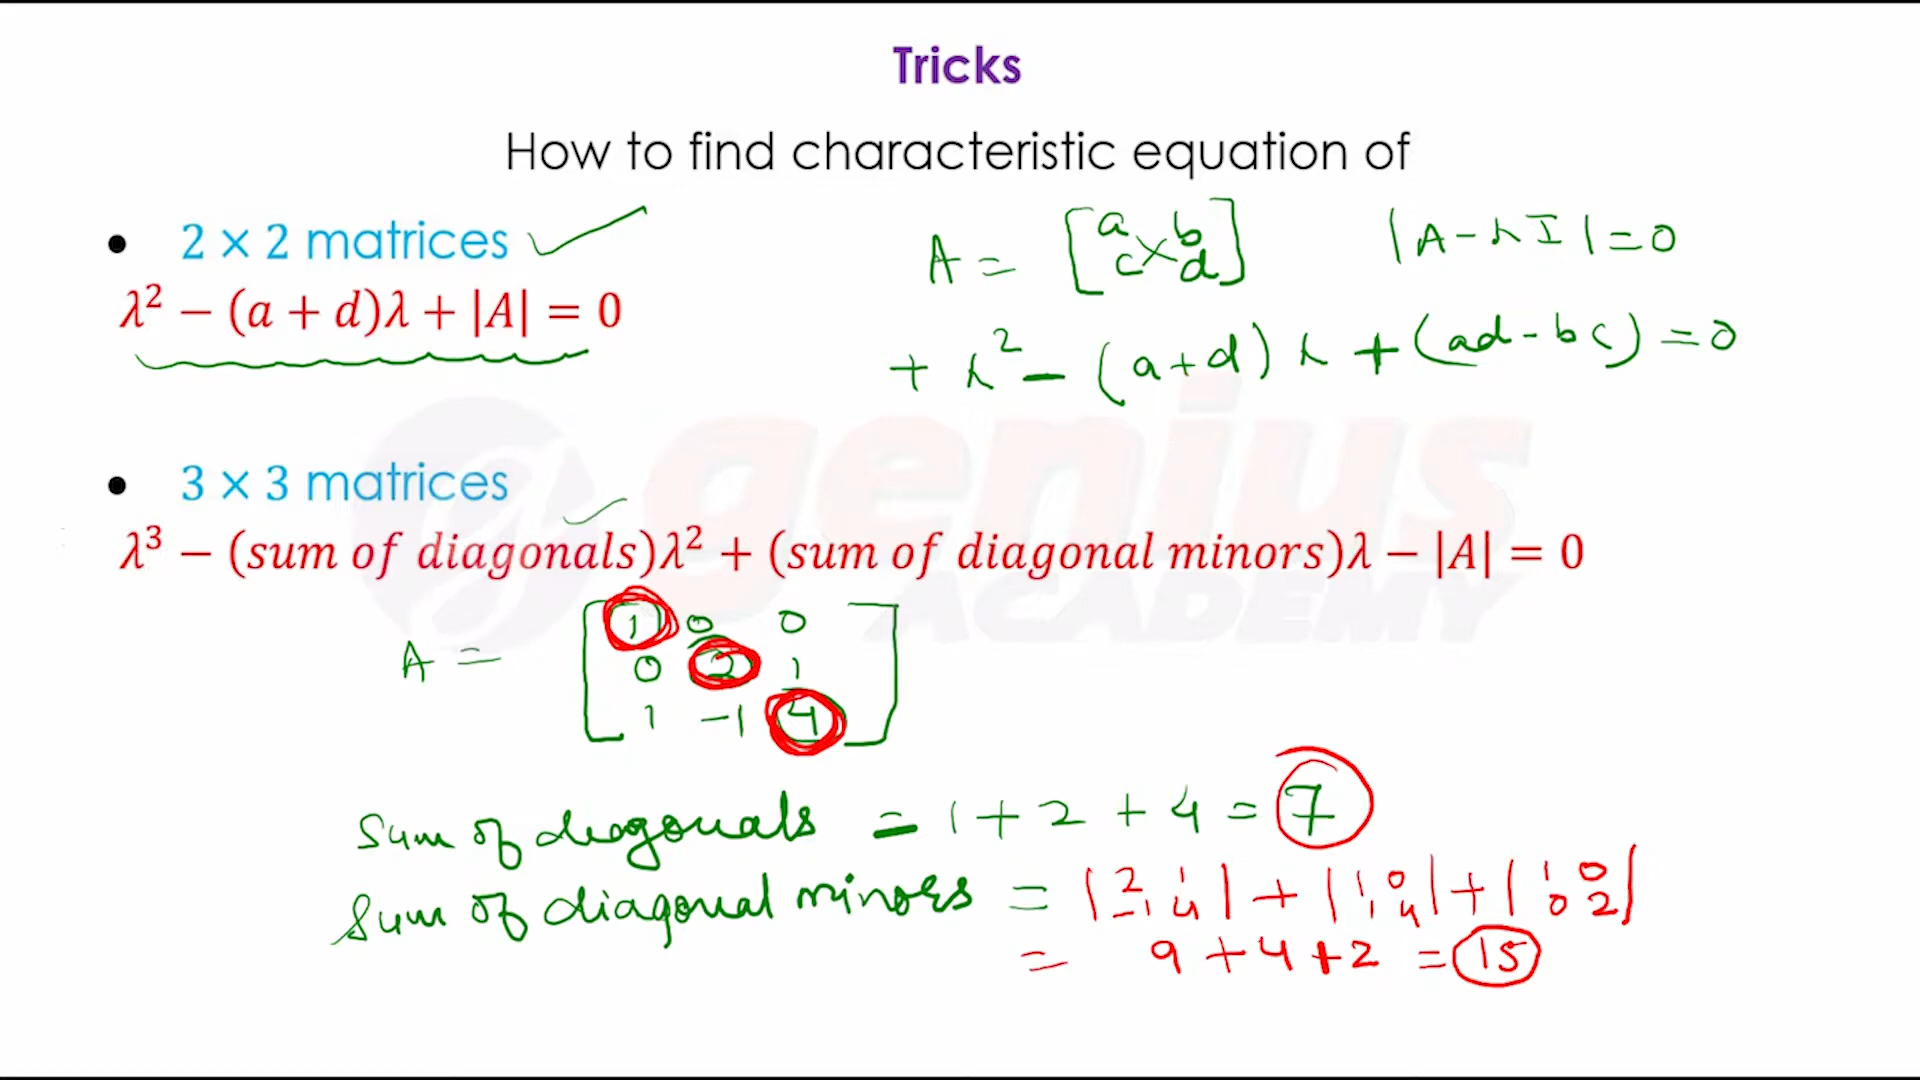 Tricks
How to find characteristic equation of
• 2 × 2 matrices ✓
λ² − (a + d)λ + |A| = 0
A = [a b
c d]
|A − λI| = 0
+ λ² − (a+d) λ + (ad − bc) = 0
genius
ACADEMY
• 3 × 3 matrices
λ³ − (sum of diagonals)λ² + (sum of diagonal minors)λ − |A| = 0
A = [1 0 0
0 2 1
1 −1 4]
Sum of diagonals = 1 + 2 + 4 = 7
Sum of diagonal minors = |2 1 −1 4| + |1 0 1 4| + |1 0 0 2|
= 9 + 4 + 2 = 15